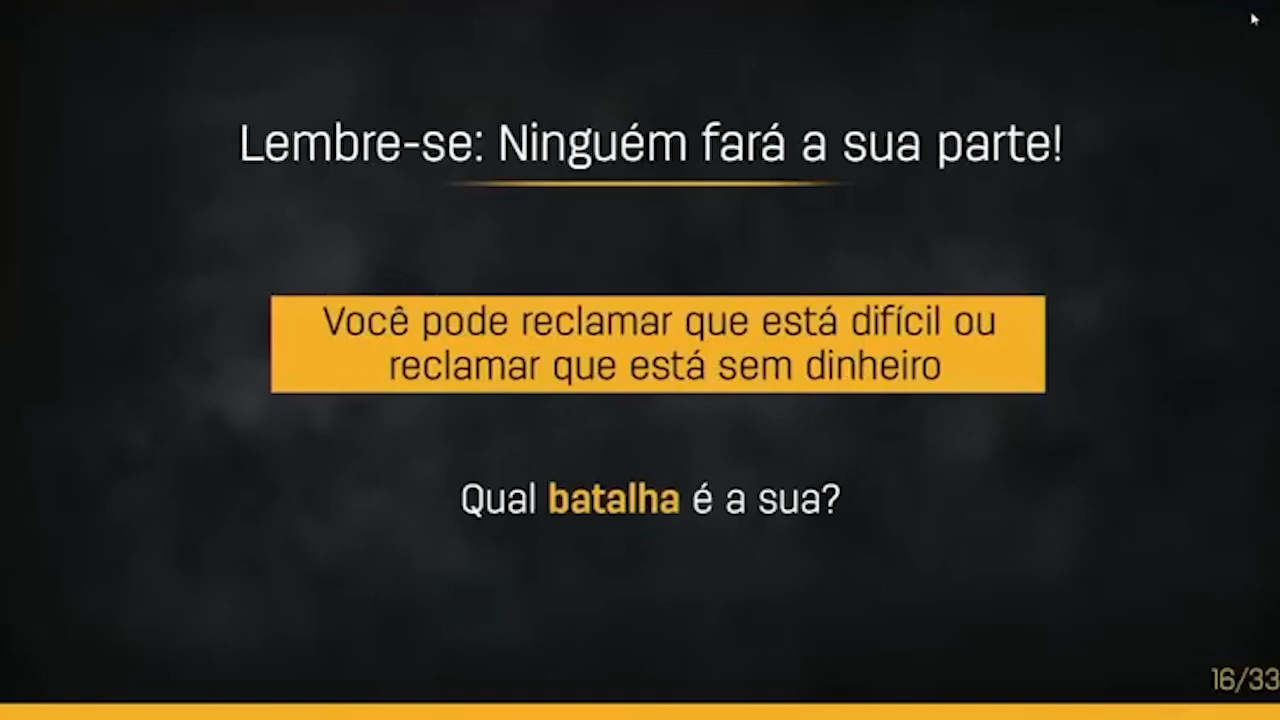 Lembre-se: Ninguém fará a sua parte!
Você pode reclamar que está difícil ou
reclamar que está sem dinheiro
Qual batalha é a sua?
16/33